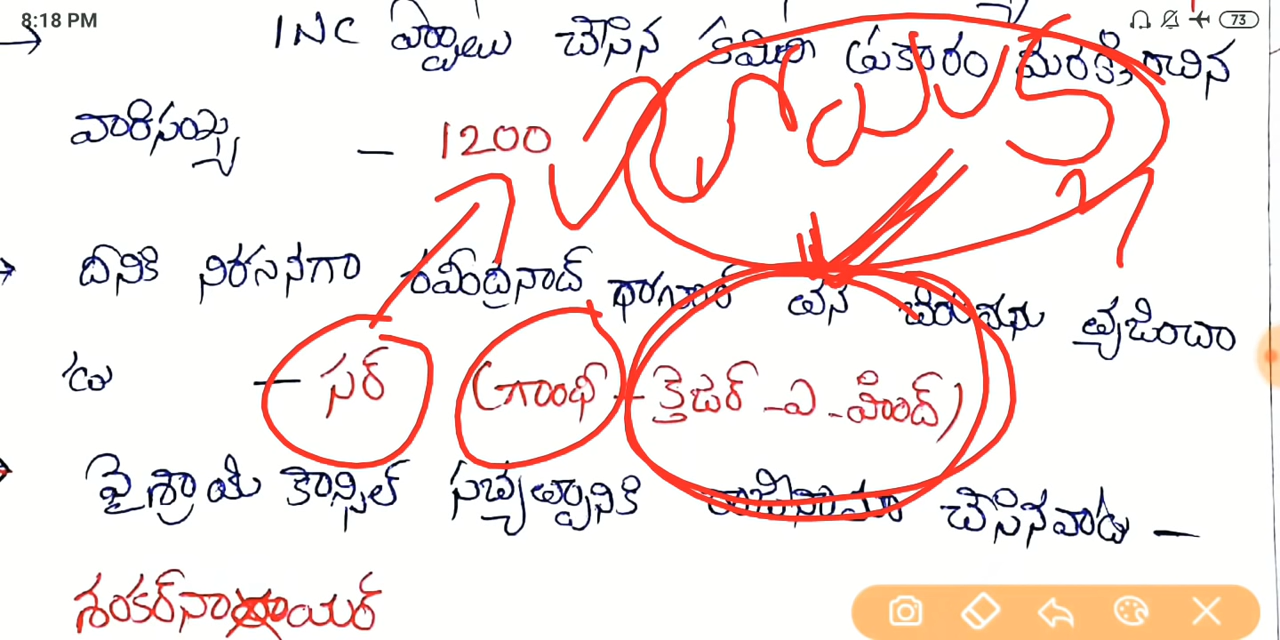 8:18 PM 73
→ INC ఏర్పాటు చేసిన కమిటీ ప్రకారం మరణించిన
వారిసంఖ్య – 1200
→ దీనికి నిరసనగా రవీంద్రనాద్ థాగూర్ తన బిరుదును త్యజించా
డు – సర్ (గాంధీ – కైజర్ -ఎ -హింద్)
వైశ్రాయి కౌన్సిల్ సభ్యత్వానికి రాజీనామా చేసినవాడు –
శంకర్‌నాయర్